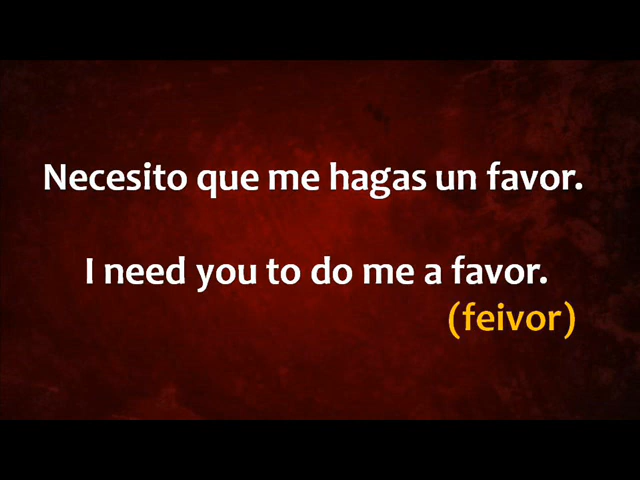 Necesito que me hagas un favor.
I need you to do me a favor.
(feivor)